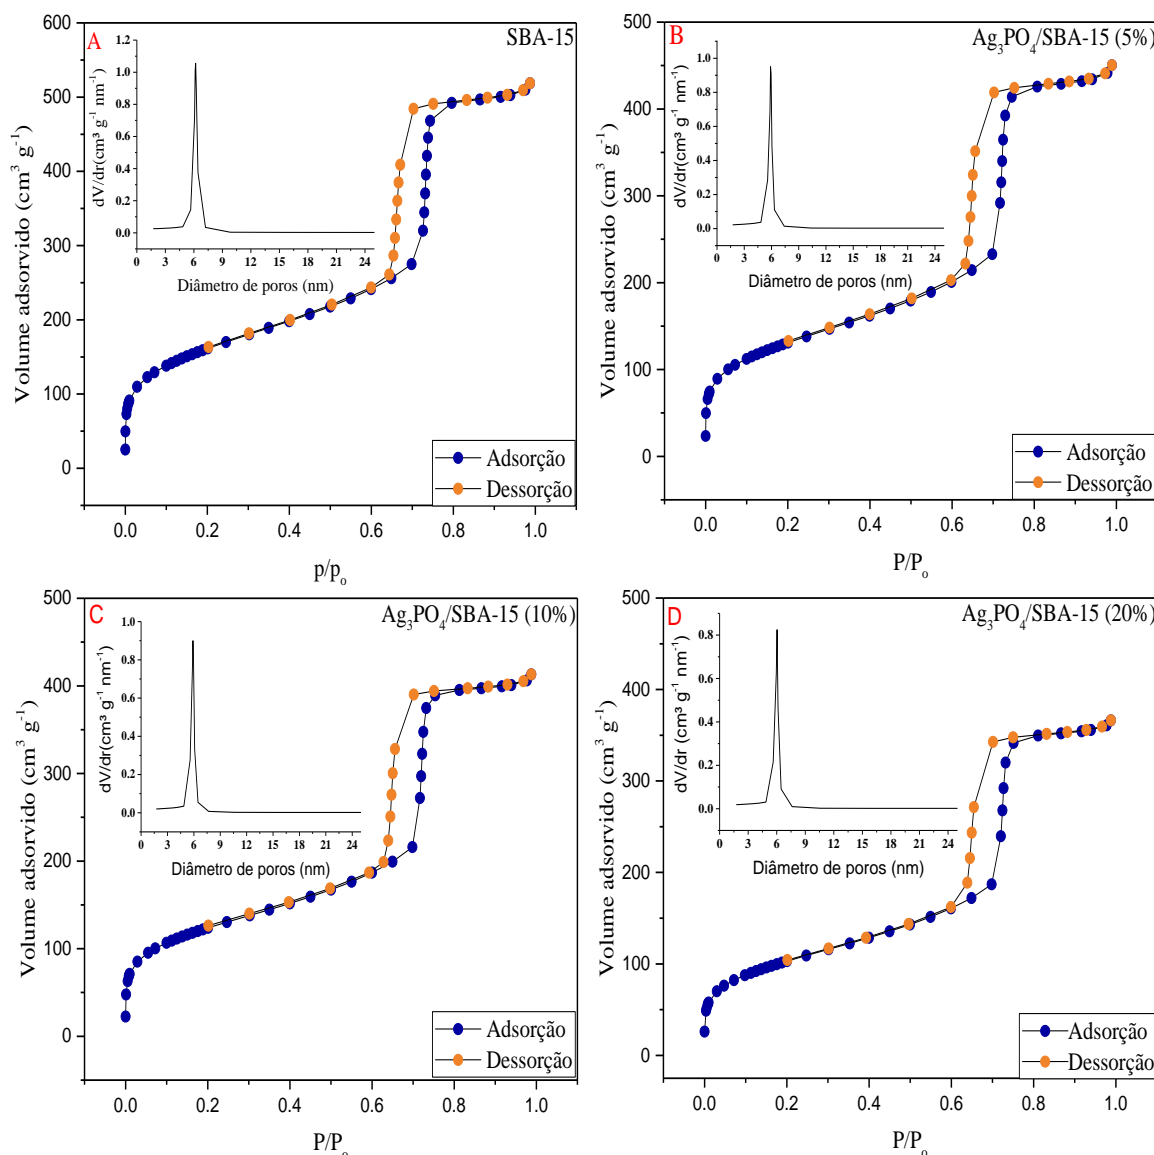 A
SBA-15
Volume adsorvido (cm³ g⁻¹)
600
500
400
300
200
100
0
0.0 0.2 0.4 0.6 0.8 1.0
p/pₒ
dV/dr(cm³ g⁻¹ nm⁻¹)
1.2
1.0
0.8
0.6
0.4
0.2
0.0
0 3 6 9 12 15 18 21 24
Diâmetro de poros (nm)
Adsorção
Dessorção
B
Ag₃PO₄/SBA-15 (5%)
Volume adsorvido (cm³ g⁻¹)
500
400
300
200
100
0
0.0 0.2 0.4 0.6 0.8 1.0
P/Pₒ
dV/dr(cm³ g⁻¹ nm⁻¹)
1.0
0.8
0.6
0.4
0.2
0.0
0 3 6 9 12 15 18 21 24
Diâmetro de poros (nm)
Adsorção
Dessorção
C
Ag₃PO₄/SBA-15 (10%)
Volume adsorvido (cm³ g⁻¹)
500
400
300
200
100
0
0.0 0.2 0.4 0.6 0.8 1.0
P/Pₒ
dV/dr(cm³ g⁻¹ nm⁻¹)
1.0
0.8
0.6
0.4
0.2
0.0
0 3 6 9 12 15 18 21 24
Diâmetro de poros (nm)
Adsorção
Dessorção
D
Ag₃PO₄/SBA-15 (20%)
Volume adsorvido (cm³ g⁻¹)
500
400
300
200
100
0
0.0 0.2 0.4 0.6 0.8 1.0
P/Pₒ
dV/dr (cm³ g⁻¹ nm⁻¹)
0.8
0.6
0.4
0.2
0.0
0 3 6 9 12 15 18 21 24
Diâmetro de poros (nm)
Adsorção
Dessorção